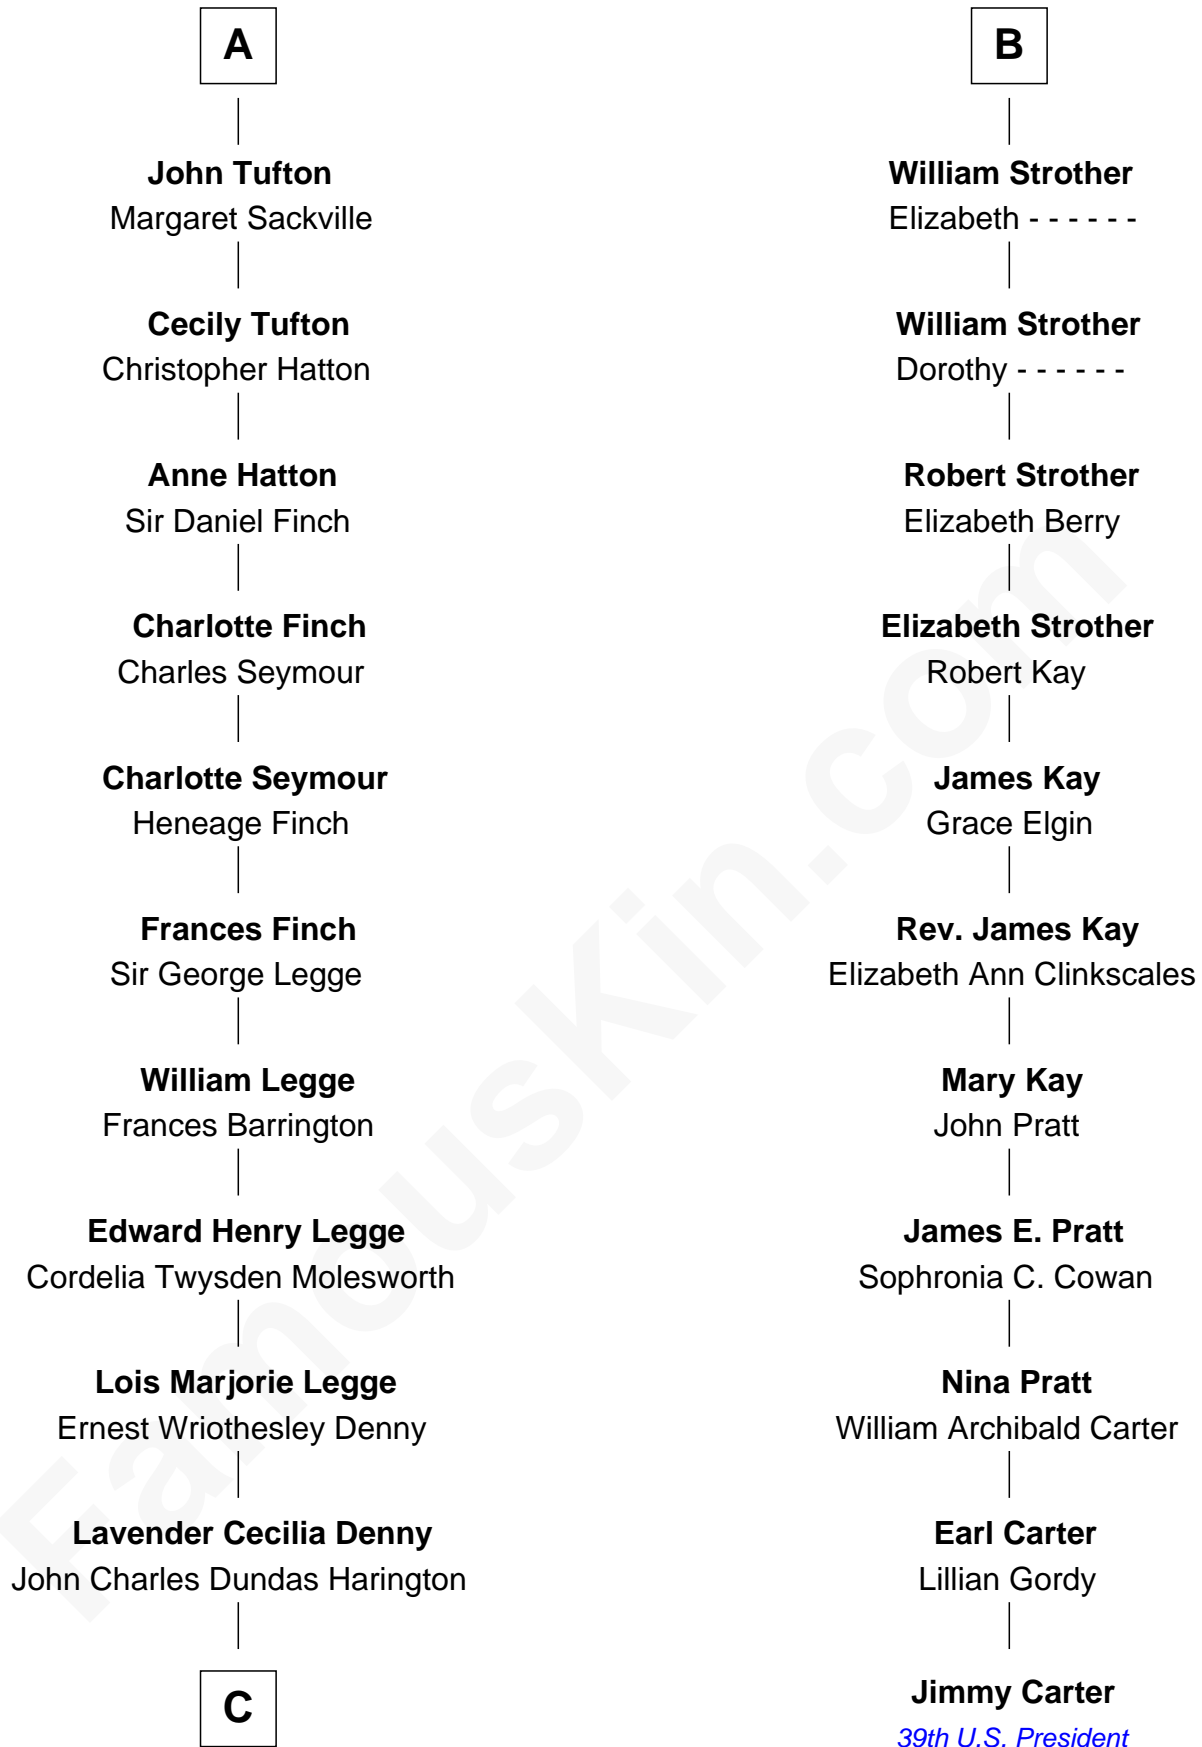 A
John Tufton
Margaret Sackville
Cecily Tufton
Christopher Hatton
Anne Hatton
Sir Daniel Finch
Charlotte Finch
Charles Seymour
Charlotte Seymour
Heneage Finch
Frances Finch
Sir George Legge
William Legge
Frances Barrington
Edward Henry Legge
Cordelia Twysden Molesworth
Lois Marjorie Legge
Ernest Wriothesley Denny
Lavender Cecilia Denny
John Charles Dundas Harington
C
B
William Strother
Elizabeth - - - - - -
William Strother
Dorothy - - - - - -
Robert Strother
Elizabeth Berry
Elizabeth Strother
Robert Kay
James Kay
Grace Elgin
Rev. James Kay
Elizabeth Ann Clinkscales
Mary Kay
John Pratt
James E. Pratt
Sophronia C. Cowan
Nina Pratt
William Archibald Carter
Earl Carter
Lillian Gordy
Jimmy Carter
39th U.S. President
FamousKin.com